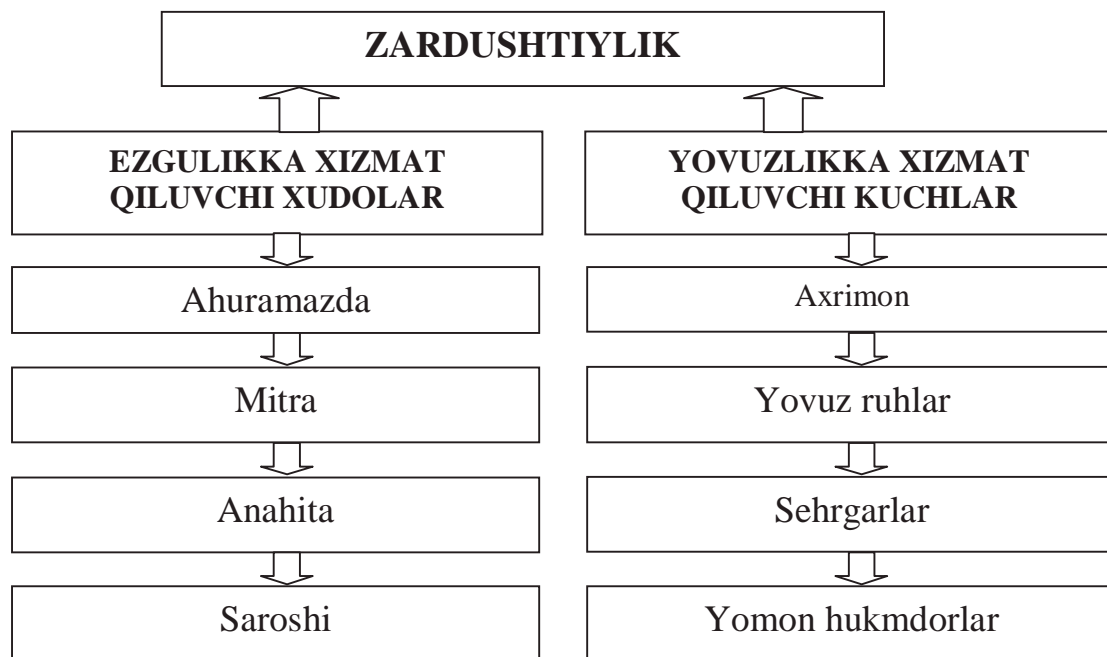 ZARDUSHTIYLIK
EZGULIKKA XIZMAT
QILUVCHI XUDOLAR
Ahuramazda
Mitra
Anahita
Saroshi
YOVUZLIKKA XIZMAT
QILUVCHI KUCHLAR
Axrimon
Yovuz ruhlar
Sehrgarlar
Yomon hukmdorlar